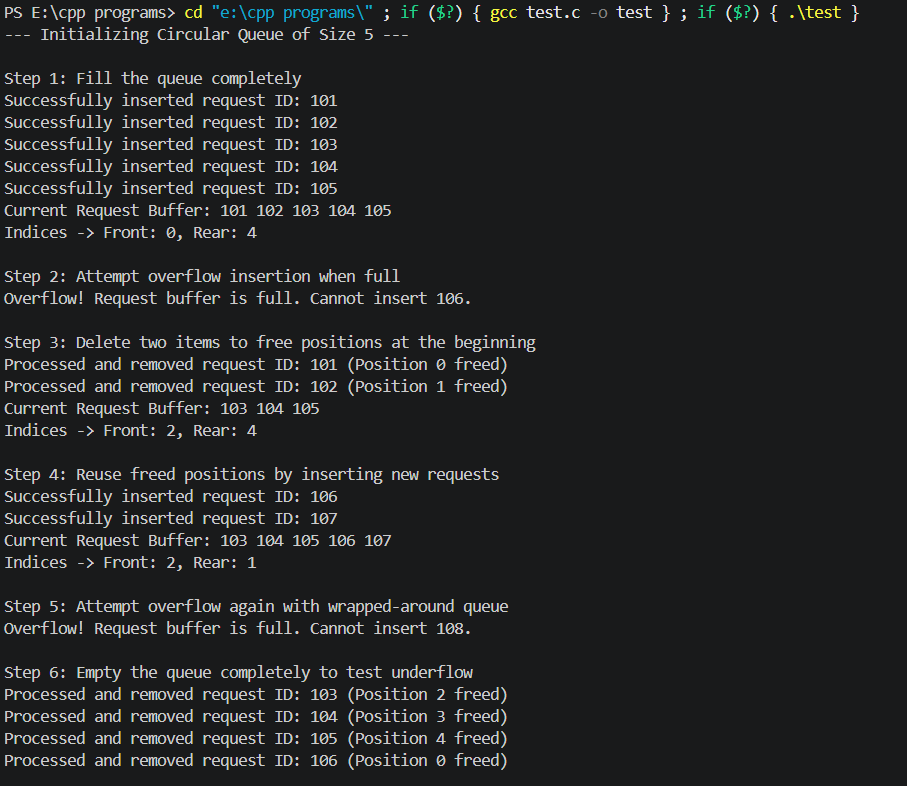 PS E:\cpp programs> cd "e:\cpp programs\" ; if ($?) { gcc test.c -o test } ; if ($?) { .\test }
--- Initializing Circular Queue of Size 5 ---
Step 1: Fill the queue completely
Successfully inserted request ID: 101
Successfully inserted request ID: 102
Successfully inserted request ID: 103
Successfully inserted request ID: 104
Successfully inserted request ID: 105
Current Request Buffer: 101 102 103 104 105
Indices -> Front: 0, Rear: 4
Step 2: Attempt overflow insertion when full
Overflow! Request buffer is full. Cannot insert 106.
Step 3: Delete two items to free positions at the beginning
Processed and removed request ID: 101 (Position 0 freed)
Processed and removed request ID: 102 (Position 1 freed)
Current Request Buffer: 103 104 105
Indices -> Front: 2, Rear: 4
Step 4: Reuse freed positions by inserting new requests
Successfully inserted request ID: 106
Successfully inserted request ID: 107
Current Request Buffer: 103 104 105 106 107
Indices -> Front: 2, Rear: 1
Step 5: Attempt overflow again with wrapped-around queue
Overflow! Request buffer is full. Cannot insert 108.
Step 6: Empty the queue completely to test underflow
Processed and removed request ID: 103 (Position 2 freed)
Processed and removed request ID: 104 (Position 3 freed)
Processed and removed request ID: 105 (Position 4 freed)
Processed and removed request ID: 106 (Position 0 freed)